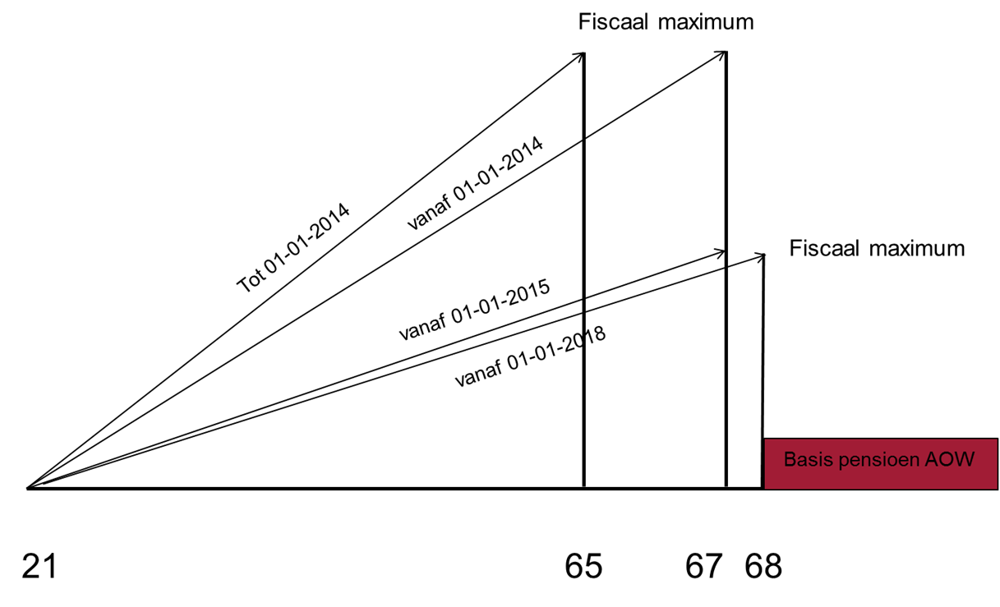 Fiscaal maximum
Tot 01-01-2014
vanaf 01-01-2014
Fiscaal maximum
vanaf 01-01-2015
vanaf 01-01-2018
Basis pensioen AOW
21 65 67 68